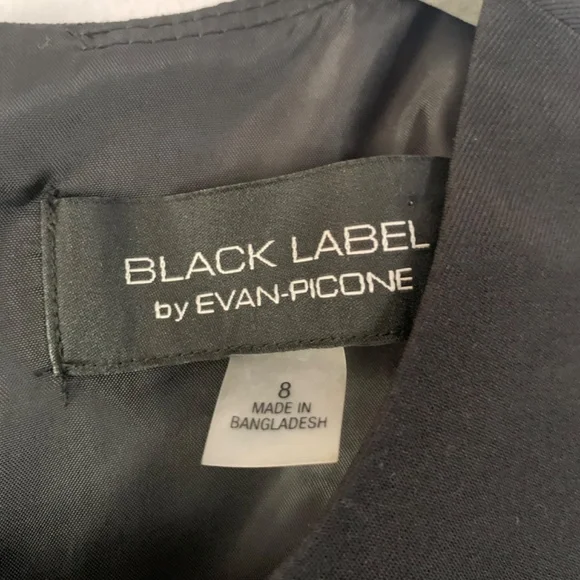 BLACK LABEL
by EVAN-PICONE
8
MADE IN
BANGLADESH